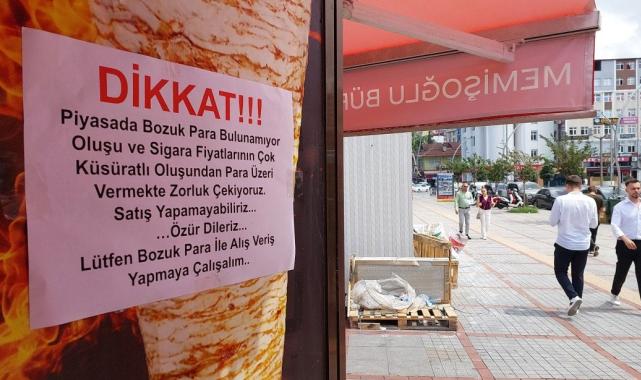 DİKKAT!!!
Piyasada Bozuk Para Bulunamıyor
Oluşu ve Sigara Fiyatlarının Çok
Küsüratlı Oluşundan Para Üzeri
Vermekte Zorluk Çekiyoruz.
Satış Yapamayabiliriz...
...Özür Dileriz...
Lütfen Bozuk Para İle Alış Veriş
Yapmaya Çalışalım..
MEMİŞOĞLU BÜF